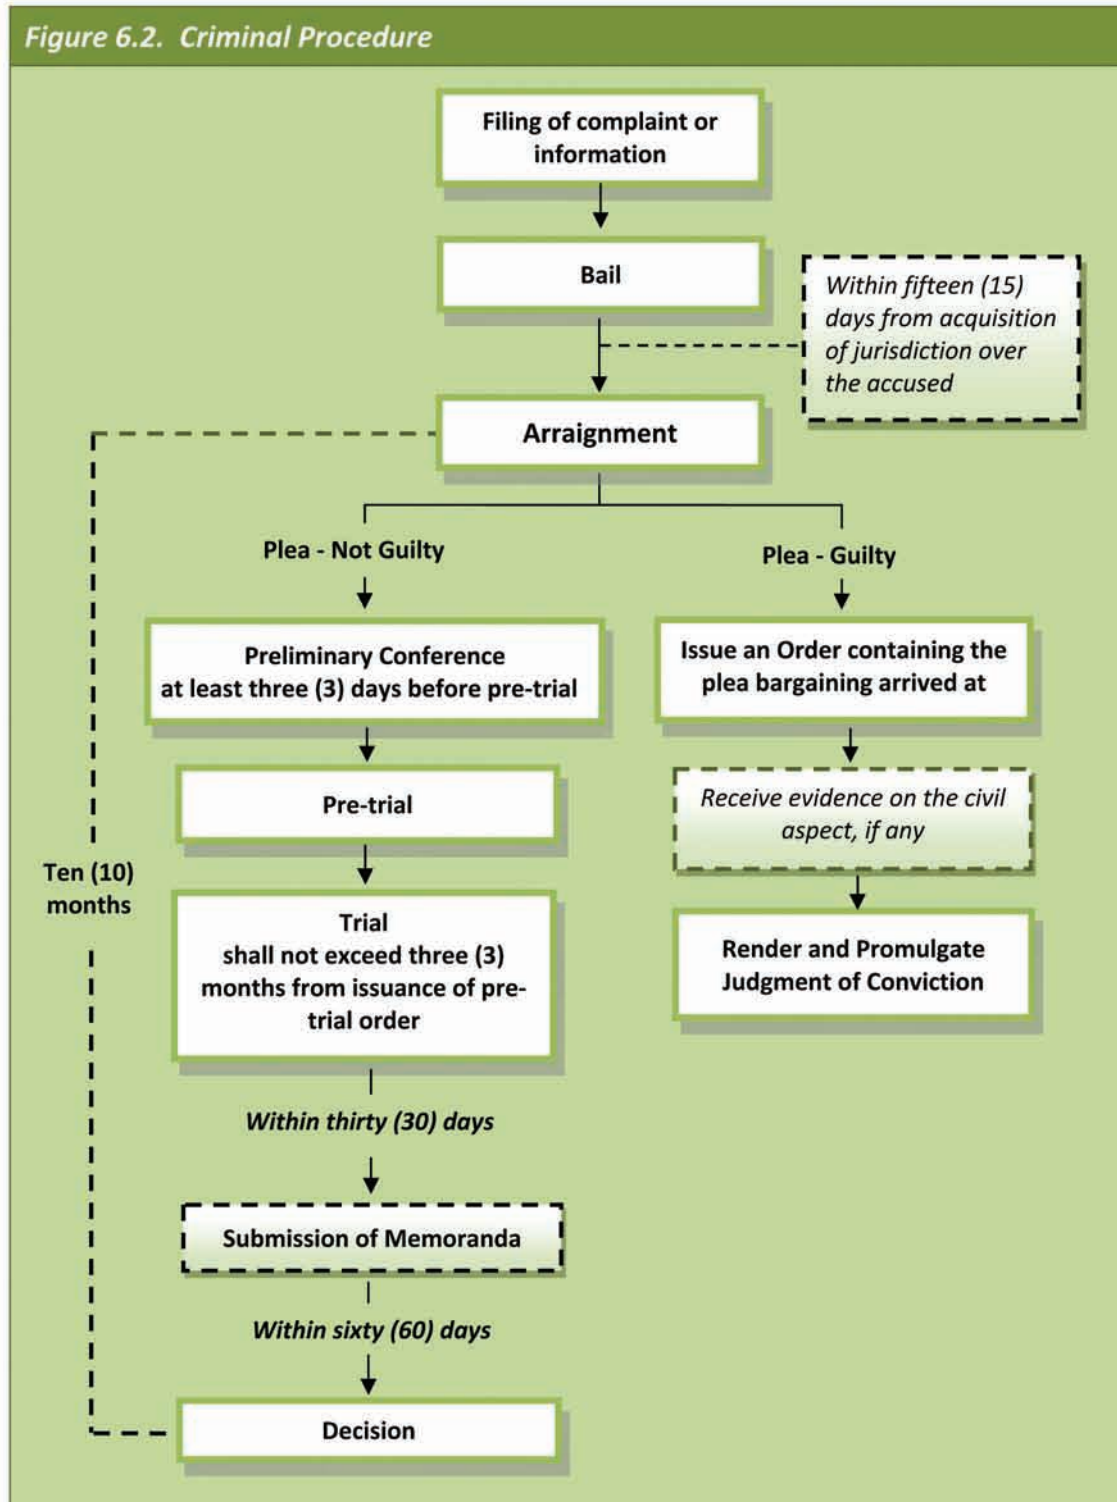 Figure 6.2. Criminal Procedure
Filing of complaint or
information
Bail
Within fifteen (15)
days from acquisition
of jurisdiction over
the accused
Arraignment
Plea - Not Guilty
Plea - Guilty
Preliminary Conference
at least three (3) days before pre-trial
Issue an Order containing the
plea bargaining arrived at
Pre-trial
Receive evidence on the civil
aspect, if any
Ten (10)
months
Trial
shall not exceed three (3)
months from issuance of pre-
trial order
Render and Promulgate
Judgment of Conviction
Within thirty (30) days
Submission of Memoranda
Within sixty (60) days
Decision